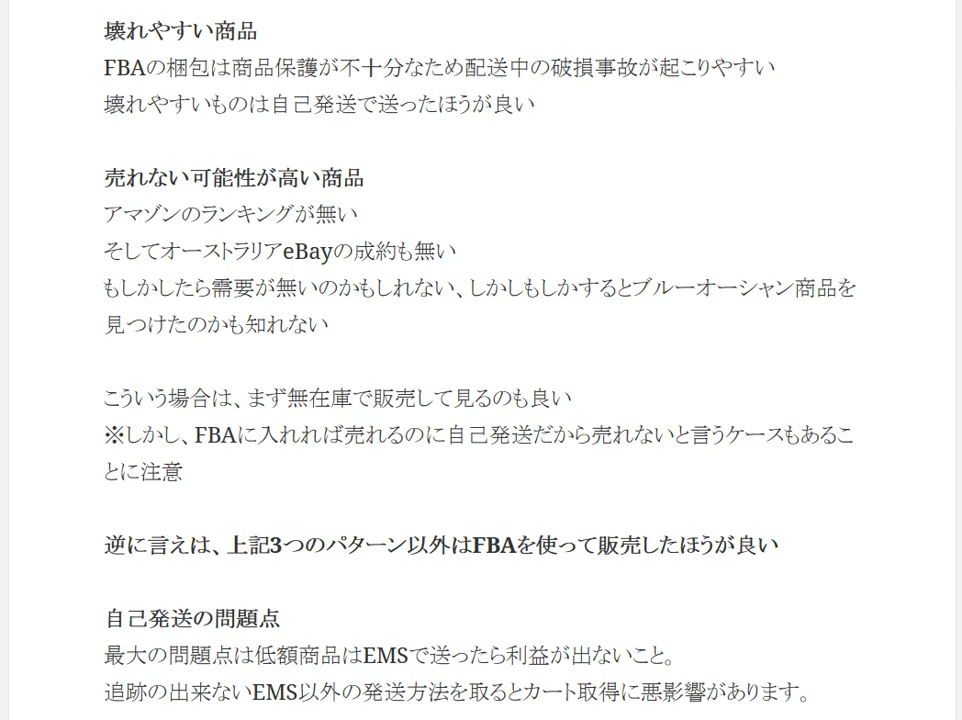 壊れやすい商品
FBAの梱包は商品保護が不十分なため配送中の破損事故が起こりやすい
壊れやすいものは自己発送で送ったほうが良い
売れない可能性が高い商品
アマゾンのランキングが無い
そしてオーストラリアeBayの成約も無い
もしかしたら需要が無いのかもしれない、しかしもしかするとブルーオーシャン商品を
見つけたのかも知れない
こういう場合は、まず無在庫で販売して見るのも良い
※しかし、FBAに入れれば売れるのに自己発送だから売れないと言うケースもあるこ
とに注意
逆に言えは、上記3つのパターン以外はFBAを使って販売したほうが良い
自己発送の問題点
最大の問題点は低額商品はEMSで送ったら利益が出ないこと。
追跡の出来ないEMS以外の発送方法を取るとカート取得に悪影響があります。